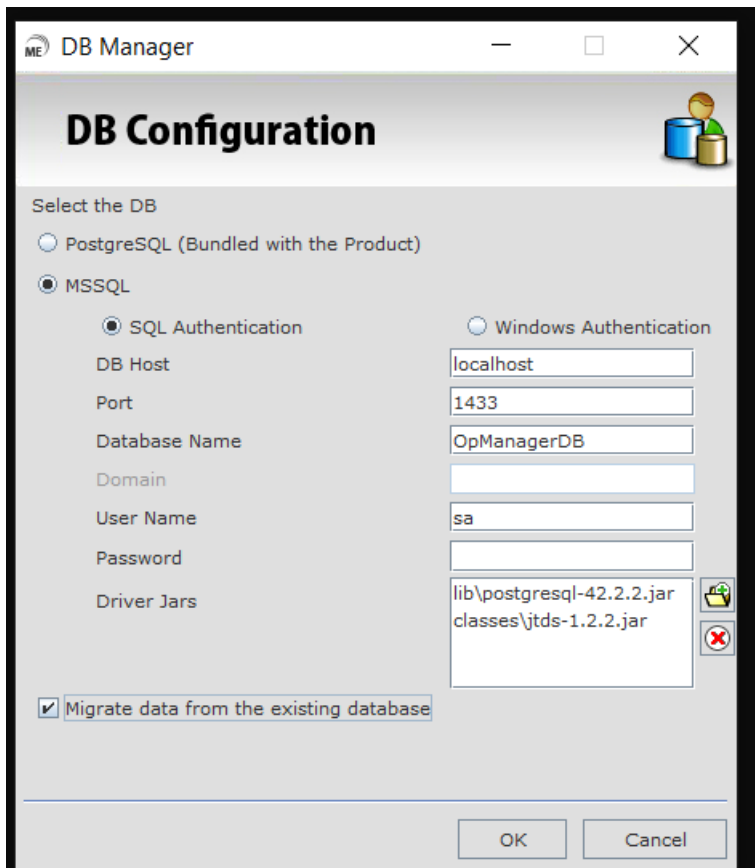 ME DB Manager
DB Configuration
Select the DB
PostgreSQL (Bundled with the Product)
MSSQL
SQL Authentication Windows Authentication
DB Host localhost
Port 1433
Database Name OpManagerDB
Domain
User Name sa
Password
Driver Jars lib\postgresql-42.2.2.jar
classes\jtds-1.2.2.jar
Migrate data from the existing database
OK Cancel